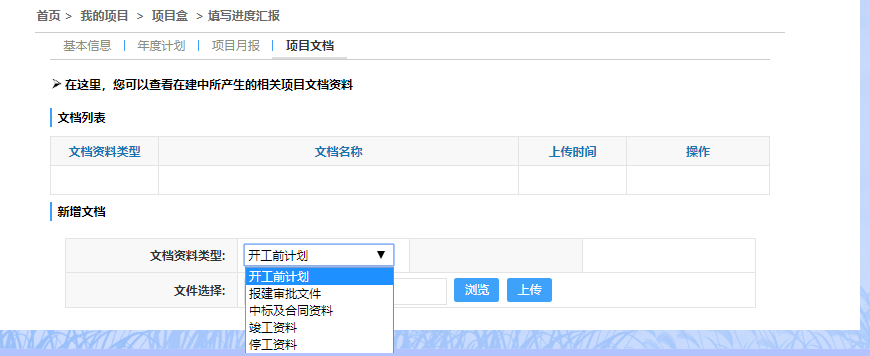 首页 > 我的项目 > 项目盒 > 填写进度汇报
基本信息 | 年度计划 | 项目月报 | 项目文档
➢ 在这里，您可以查看在建中所产生的相关项目文档资料
文档列表
文档资料类型 文档名称 上传时间 操作
新增文档
文档资料类型: 开工前计划 ▼
开工前计划
文件选择: 浏览 上传
报建审批文件
中标及合同资料
竣工资料
停工资料